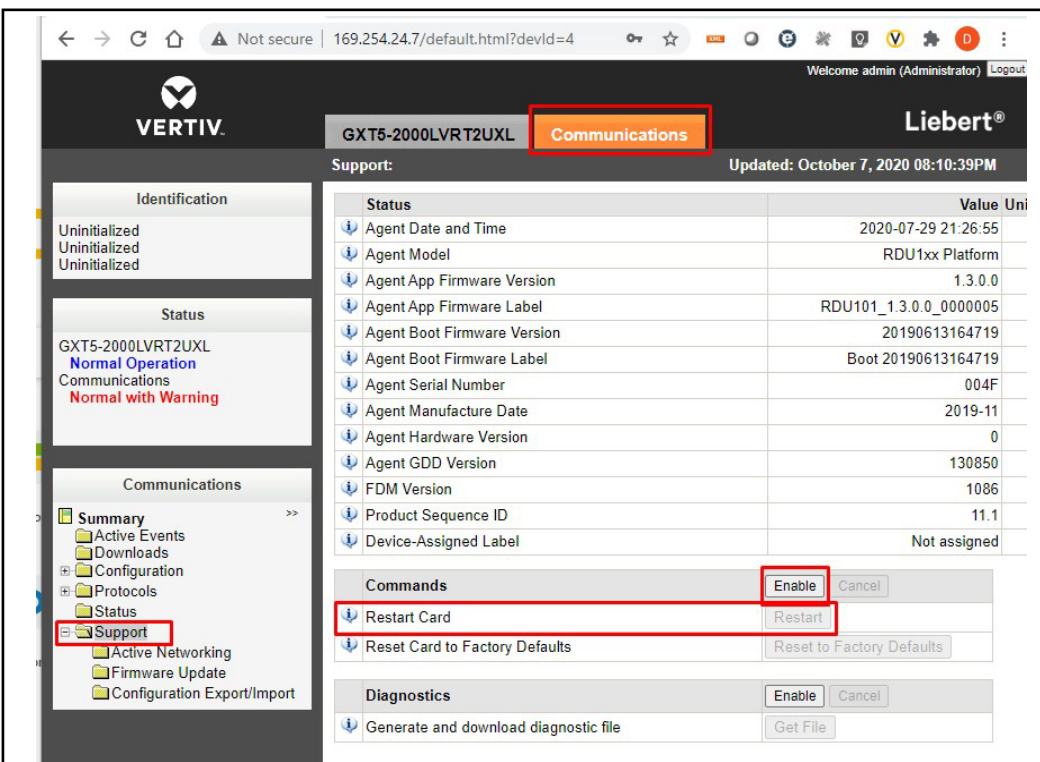 Not secure | 169.254.24.7/default.html?devId=4
D
Welcome admin (Administrator) Logout
VERTIV.
Liebert®
GXT5-2000LVRT2UXL Communications
Support: Updated: October 7, 2020 08:10:39PM
Identification
Uninitialized
Uninitialized
Uninitialized
Status
GXT5-2000LVRT2UXL
Normal Operation
Communications
Normal with Warning
Communications
Summary >>
Active Events
Downloads
Configuration
Protocols
Status
Support
Active Networking
Firmware Update
Configuration Export/Import
Status Value Uni
Agent Date and Time 2020-07-29 21:26:55
Agent Model RDU1xx Platform
Agent App Firmware Version 1.3.0.0
Agent App Firmware Label RDU101_1.3.0.0_0000005
Agent Boot Firmware Version 20190613164719
Agent Boot Firmware Label Boot 20190613164719
Agent Serial Number 004F
Agent Manufacture Date 2019-11
Agent Hardware Version 0
Agent GDD Version 130850
FDM Version 1086
Product Sequence ID 11.1
Device-Assigned Label Not assigned
Commands Enable Cancel
Restart Card Restart
Reset Card to Factory Defaults Reset to Factory Defaults
Diagnostics Enable Cancel
Generate and download diagnostic file Get File